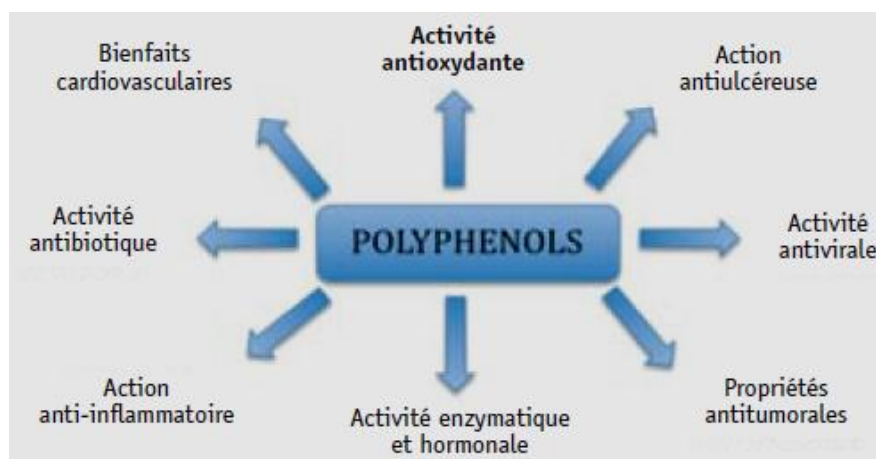 Bienfaits
cardiovasculaires
Activité
antioxydante
Action
antiulcéreuse
Activité
antibiotique
POLYPHENOLS
Activité
antivirale
Action
anti-inflammatoire
Activité enzymatique
et hormonale
Propriétés
antitumorales